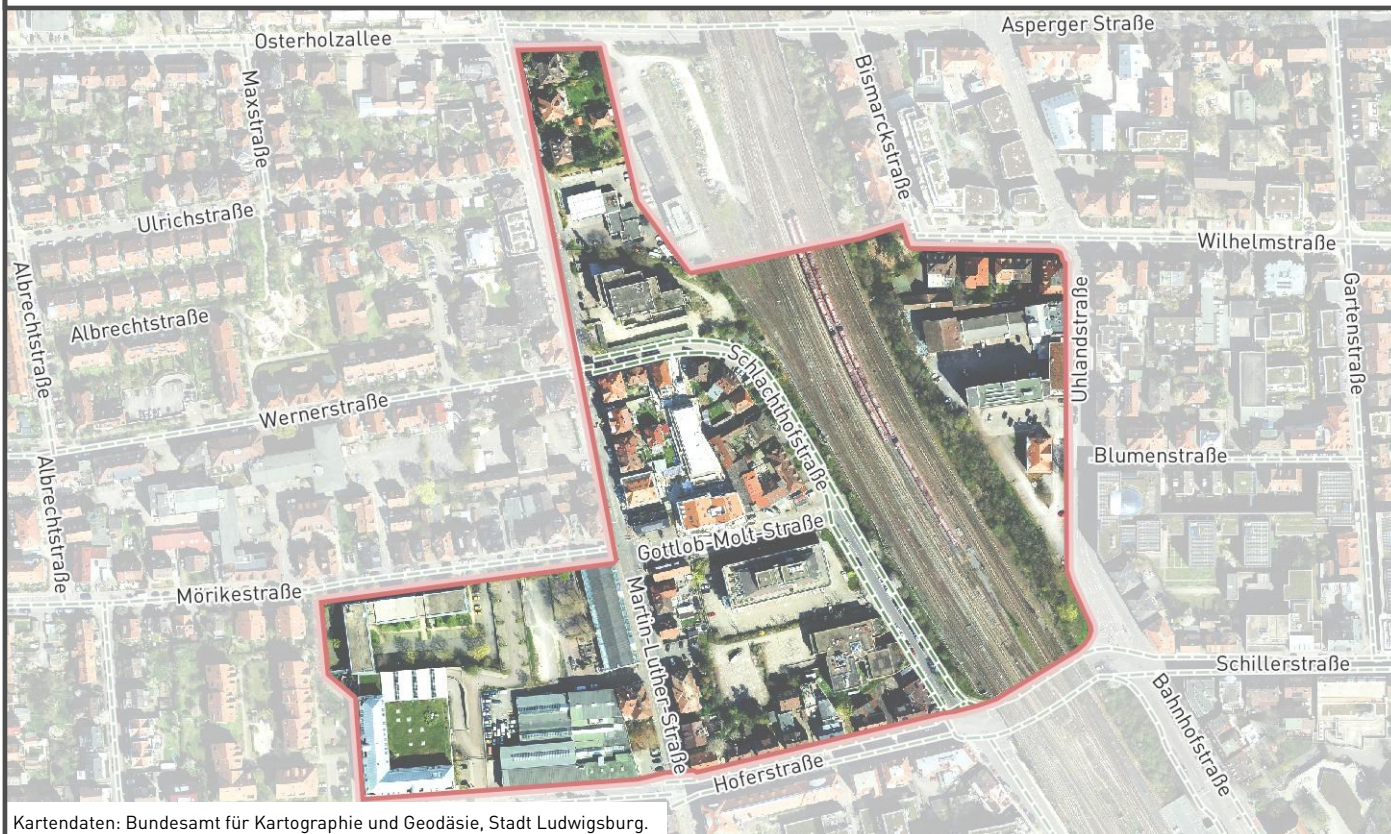 Osterholzallee
Asperger Straße
Maxstraße
Bismarckstraße
Ulrichstraße
Wilhelmstraße
Albrechtstraße
Albrechtstraße
Uhlandstraße
Gartenstraße
Schlachthofstraße
Wernerstraße
Blumenstraße
Albrechtstraße
Gottlob-Molt-Straße
Mörikestraße
Martin-Luther-Straße
Schillerstraße
Bahnhofstraße
Hoferstraße
Kartendaten: Bundesamt für Kartographie und Geodäsie, Stadt Ludwigsburg.